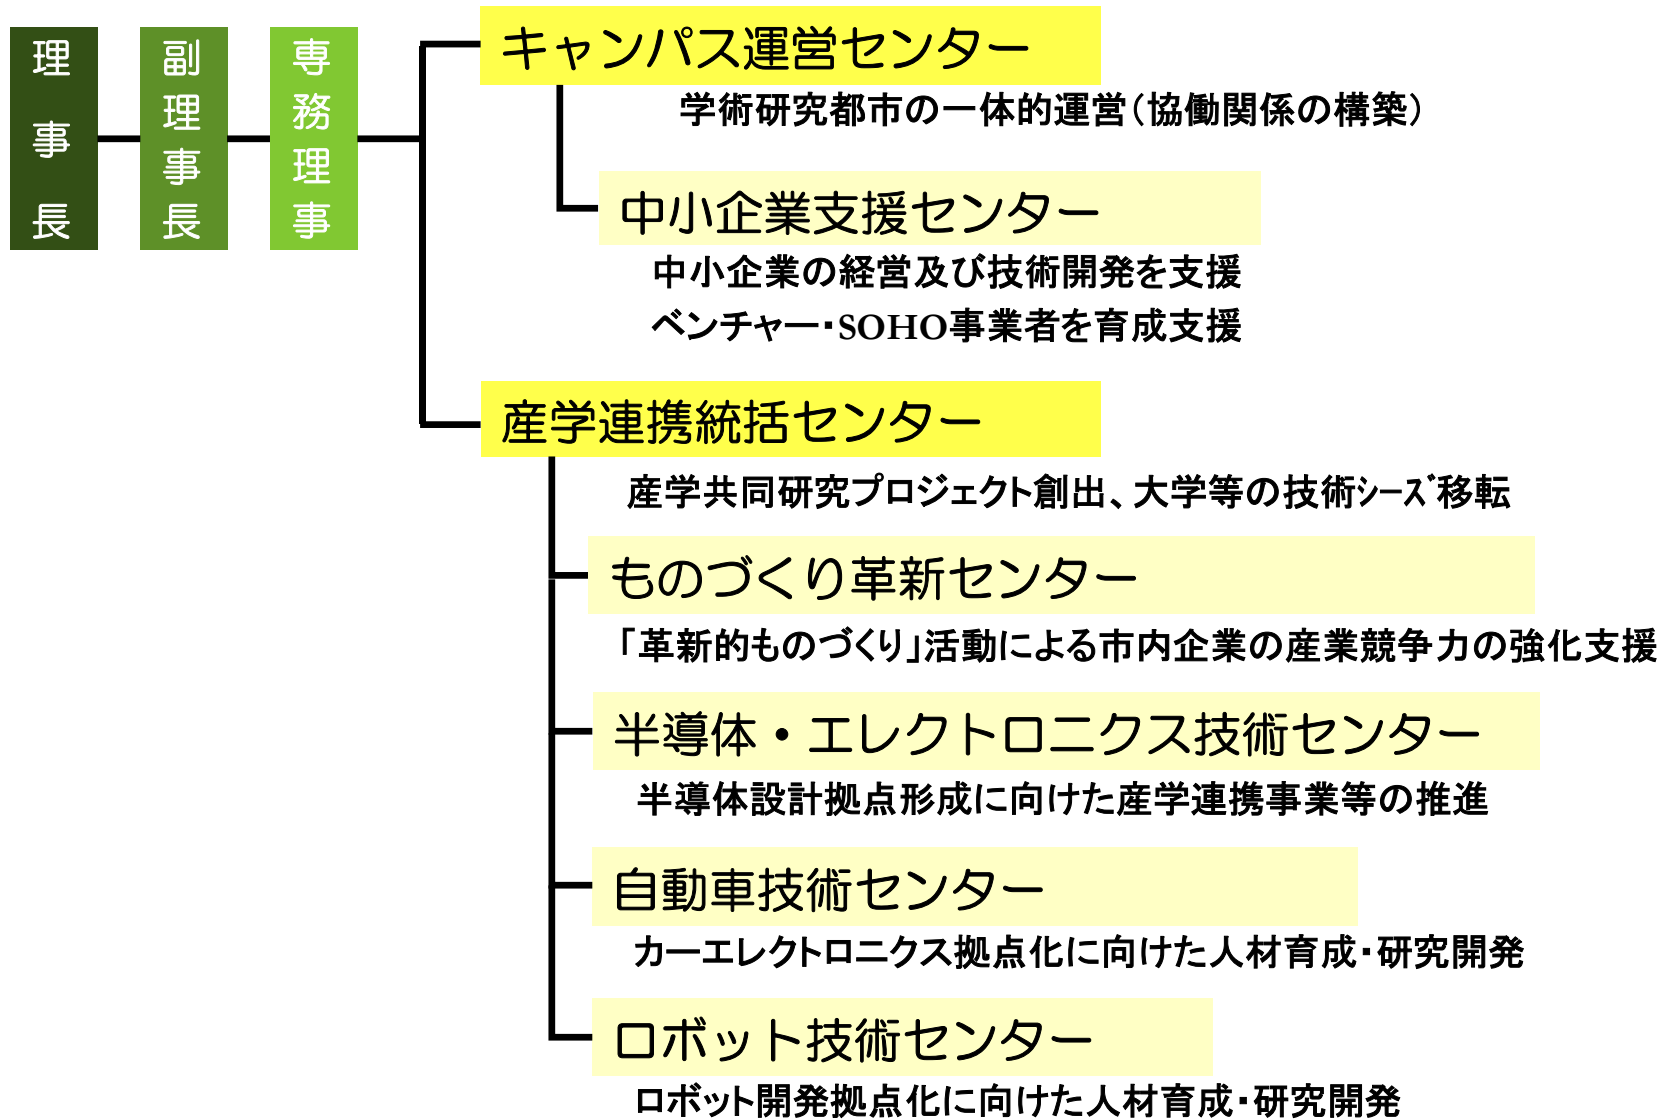 理事長
副理事長
専務理事
キャンパス運営センター
学術研究都市の一体的運営（協働関係の構築）
中小企業支援センター
中小企業の経営及び技術開発を支援
ベンチャー・SOHO事業者を育成支援
産学連携統括センター
産学共同研究プロジェクト創出、大学等の技術ｼｰｽﾞ移転
ものづくり革新センター
「革新的ものづくり」活動による市内企業の産業競争力の強化支援
半導体・エレクトロニクス技術センター
半導体設計拠点形成に向けた産学連携事業等の推進
自動車技術センター
カーエレクトロニクス拠点化に向けた人材育成・研究開発
ロボット技術センター
ロボット開発拠点化に向けた人材育成・研究開発